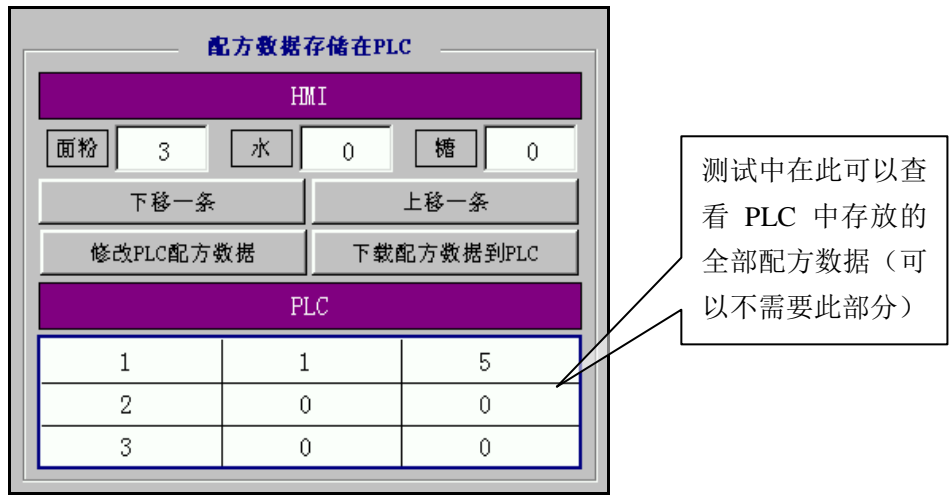 配方数据存储在PLC
HMI
面粉 3 水 0 糖 0
下移一条 上移一条
修改PLC配方数据 下载配方数据到PLC
PLC
1 1 5
2 0 0
3 0 0
测试中在此可以查
看 PLC 中存放的
全部配方数据（可
以不需要此部分）